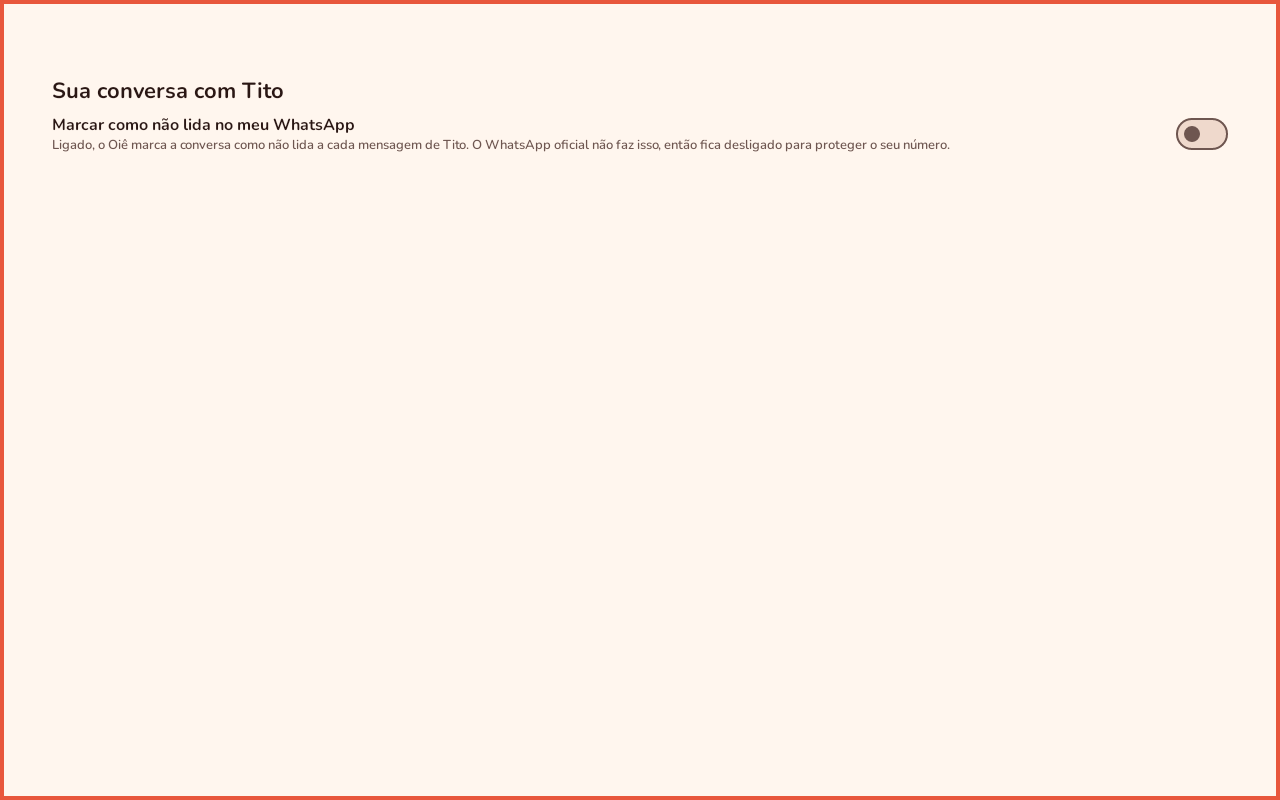 Sua conversa com Tito
Marcar como não lida no meu WhatsApp
Ligado, o Oiê marca a conversa como não lida a cada mensagem de Tito. O WhatsApp oficial não faz isso, então fica desligado para proteger o seu número.